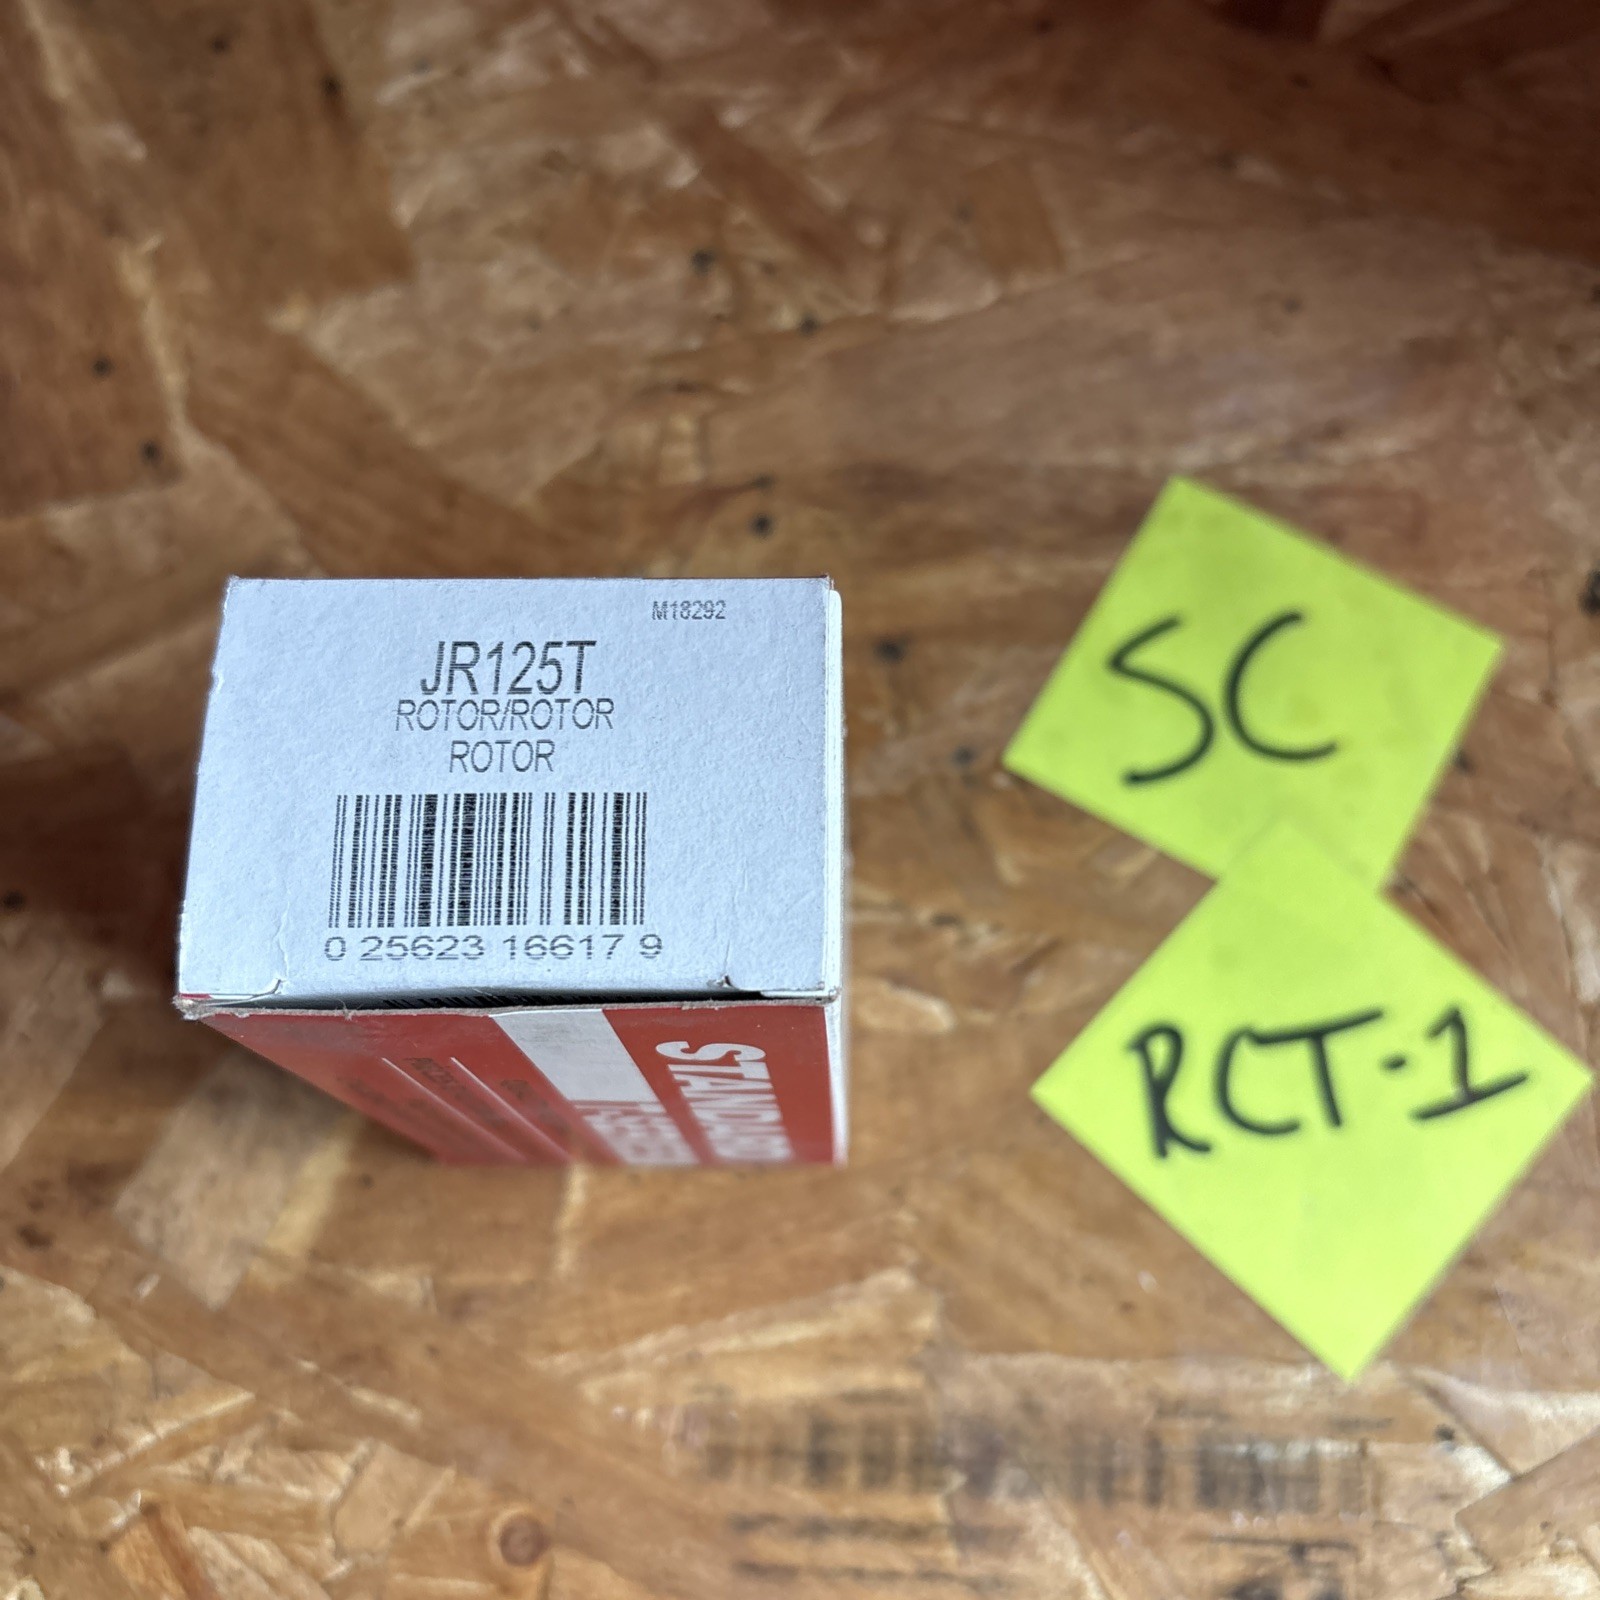 M18292
JR125T
ROTOR/ROTOR
ROTOR
0 25623 16617 9
STANDARD
SC
RCT-1